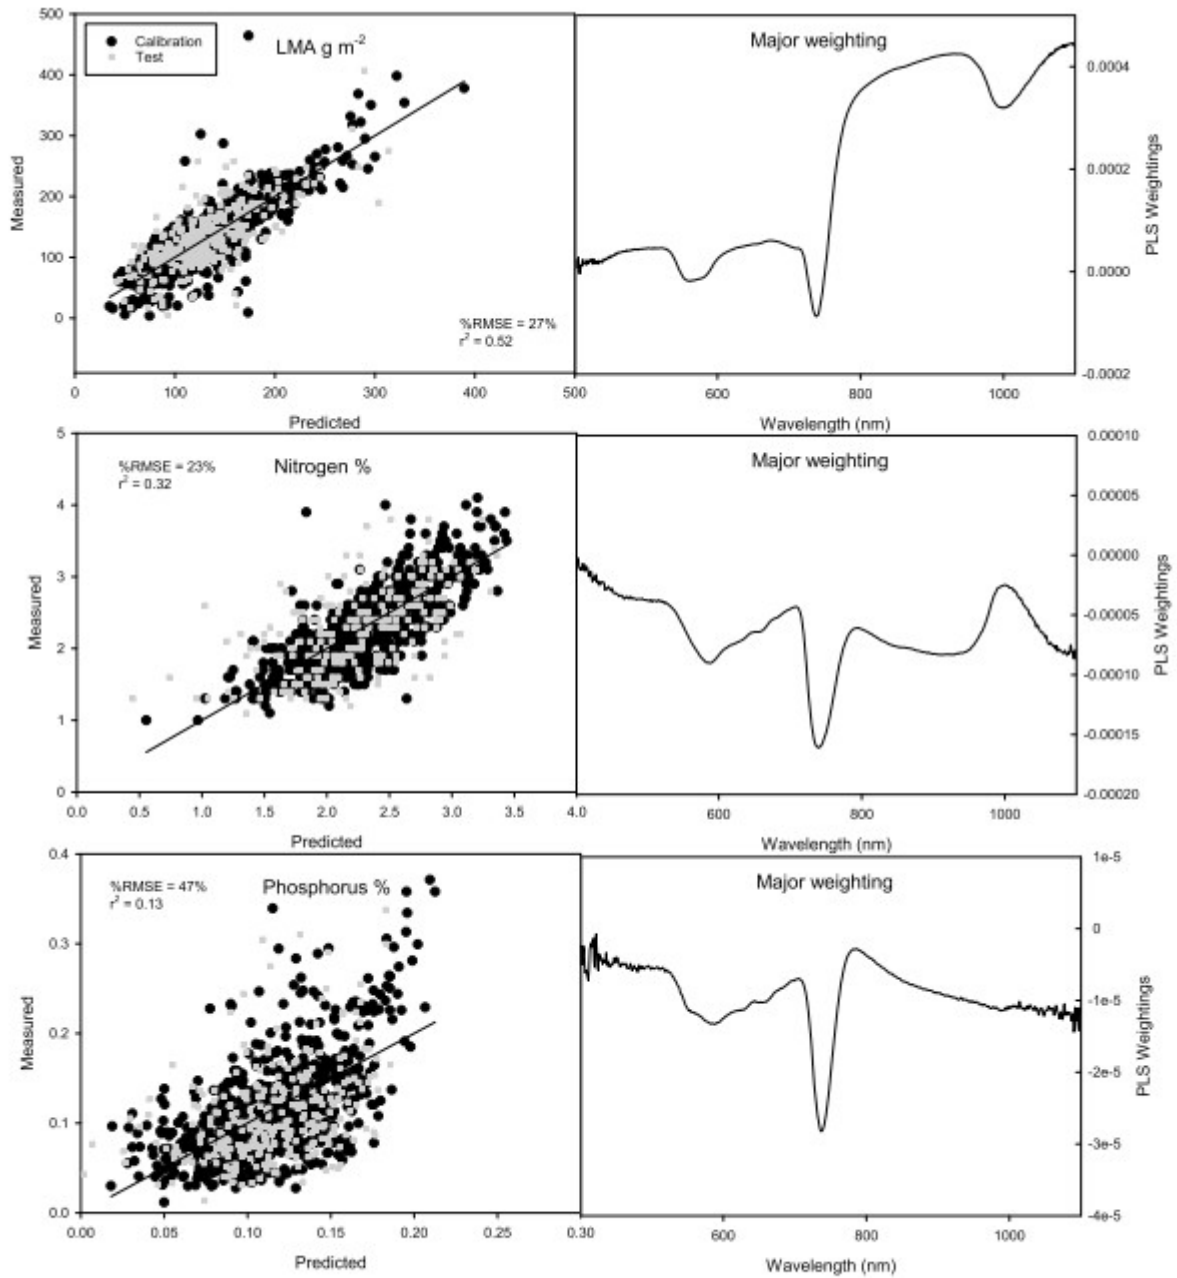 500
400
300
200
100
0
Measured
Calibration
Test
LMA g m-2
%RMSE = 27%
r2 = 0.52
0 100 200 300 400 500
Predicted
Major weighting
0.0004
0.0002
0.0000
-0.0002
PLS Weightings
600 800 1000
Wavelength (nm)
5
4
3
2
1
0
Measured
%RMSE = 23%
r2 = 0.32
Nitrogen %
0.0 0.5 1.0 1.5 2.0 2.5 3.0 3.5 4.0
Predicted
Major weighting
0.00010
0.00005
0.00000
-0.00005
-0.00010
-0.00015
-0.00020
PLS Weightings
600 800 1000
Wavelength (nm)
0.4
0.3
0.2
0.1
0.0
Measured
%RMSE = 47%
r2 = 0.13
Phosphorus %
0.00 0.05 0.10 0.15 0.20 0.25 0.30
Predicted
Major weighting
1e-5
0
-1e-5
-2e-5
-3e-5
-4e-5
PLS Weightings
600 800 1000
Wavelength (nm)